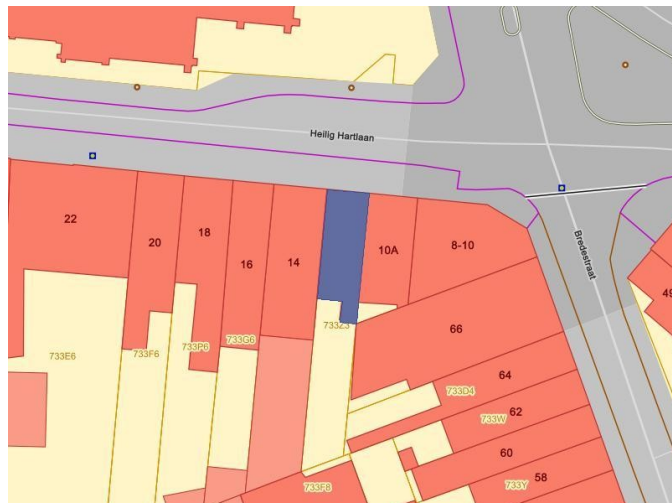 Heilig Hartlaan
Bredestraat
22
20
18
16
14
10A
8-10
49
66
64
62
60
58
733E6
733F6
733P6
733G6
733Z3
733D4
733W
733Y
733F8